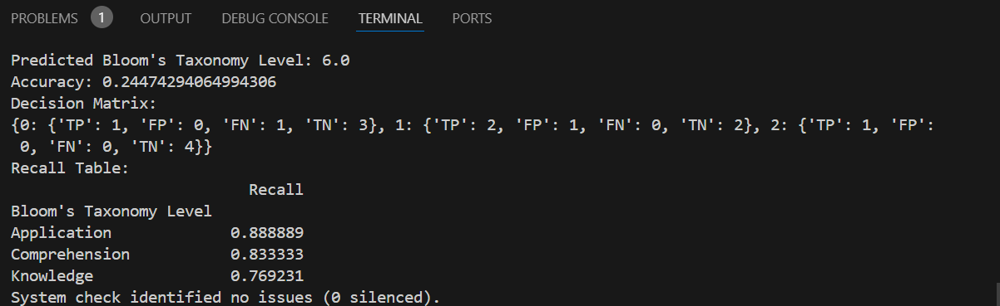 PROBLEMS 1 OUTPUT DEBUG CONSOLE TERMINAL PORTS
Predicted Bloom's Taxonomy Level: 6.0
Accuracy: 0.24474294064994306
Decision Matrix:
{0: {'TP': 1, 'FP': 0, 'FN': 1, 'TN': 3}, 1: {'TP': 2, 'FP': 1, 'FN': 0, 'TN': 2}, 2: {'TP': 1, 'FP':
0, 'FN': 0, 'TN': 4}}
Recall Table:
Recall
Bloom's Taxonomy Level
Application 0.888889
Comprehension 0.833333
Knowledge 0.769231
System check identified no issues (0 silenced).